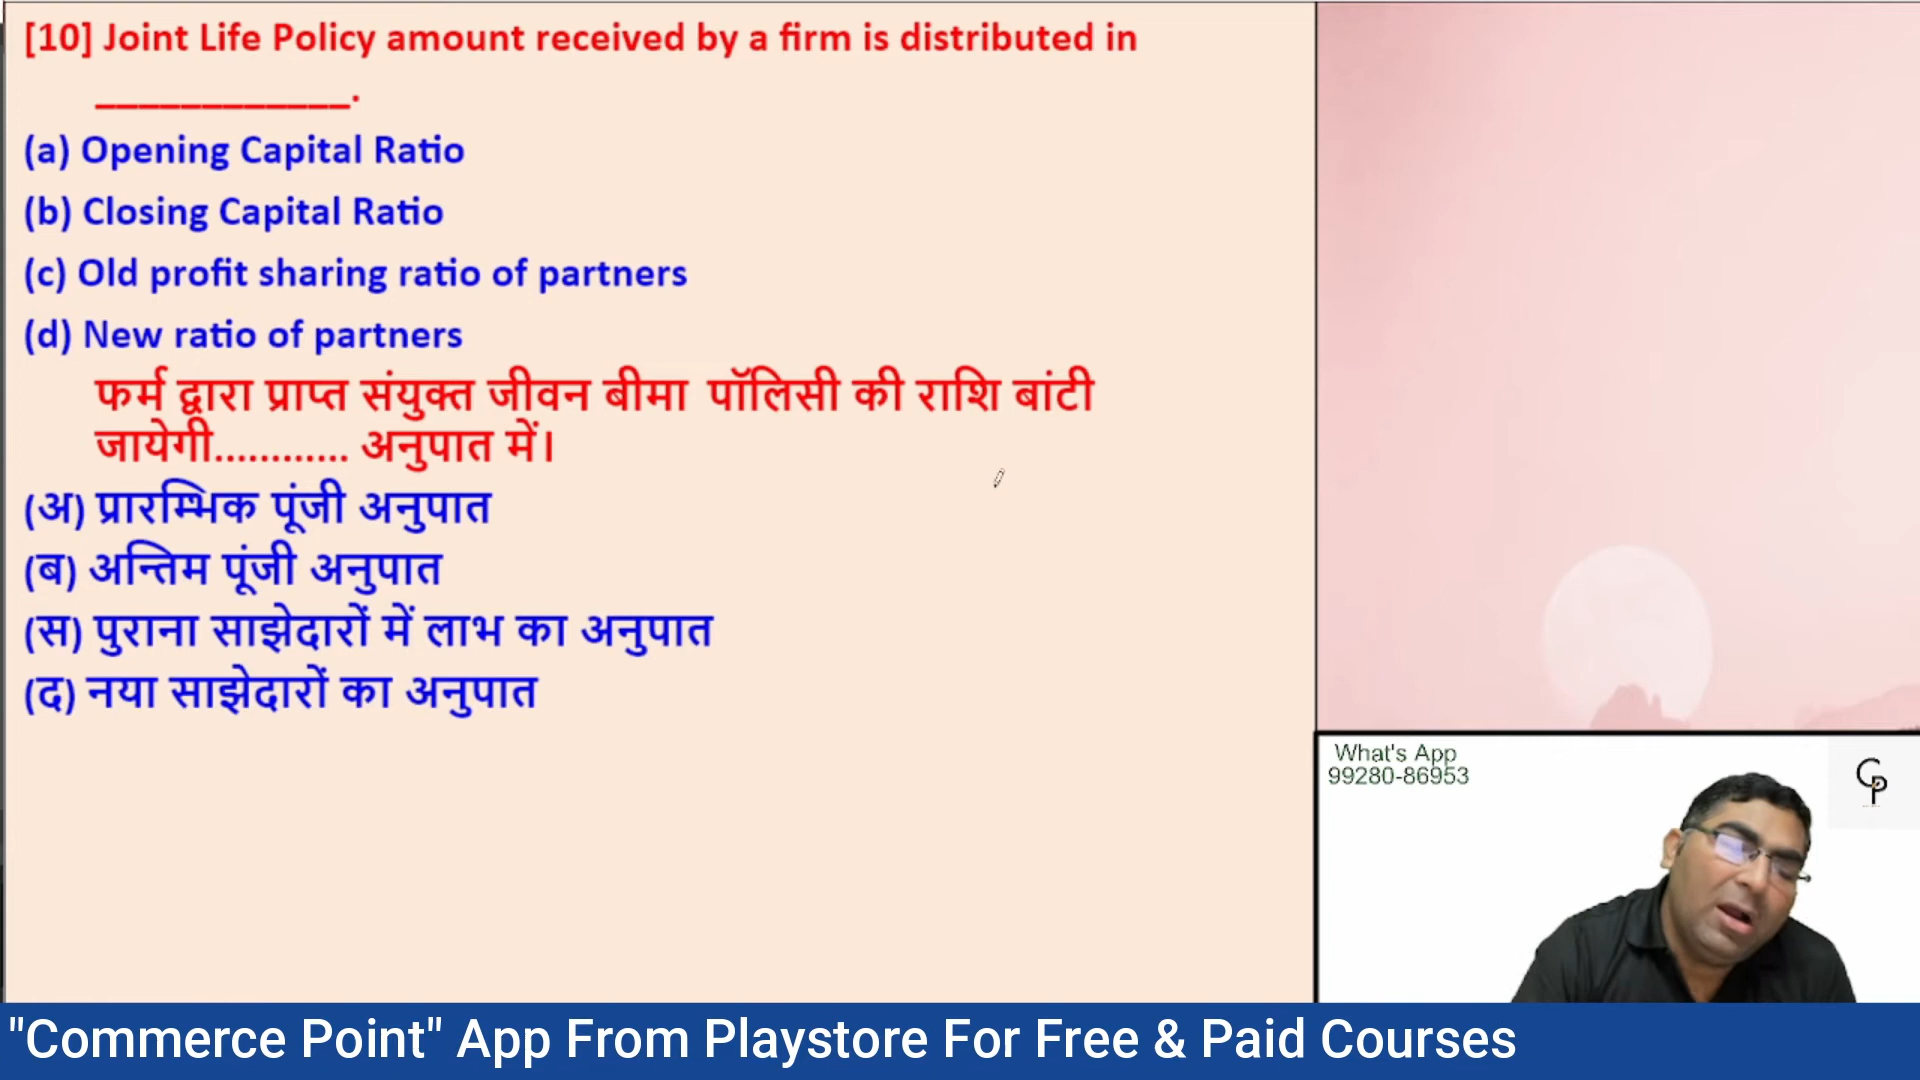 [10] Joint Life Policy amount received by a firm is distributed in
____________.
(a) Opening Capital Ratio
(b) Closing Capital Ratio
(c) Old profit sharing ratio of partners
(d) New ratio of partners
फर्म द्वारा प्राप्त संयुक्त जीवन बीमा पॉलिसी की राशि बांटी
जायेगी............ अनुपात में।
(अ) प्रारम्भिक पूंजी अनुपात
(ब) अन्तिम पूंजी अनुपात
(स) पुराना साझेदारों में लाभ का अनुपात
(द) नया साझेदारों का अनुपात
What's App
99280-86953
CP
"Commerce Point" App From Playstore For Free & Paid Courses